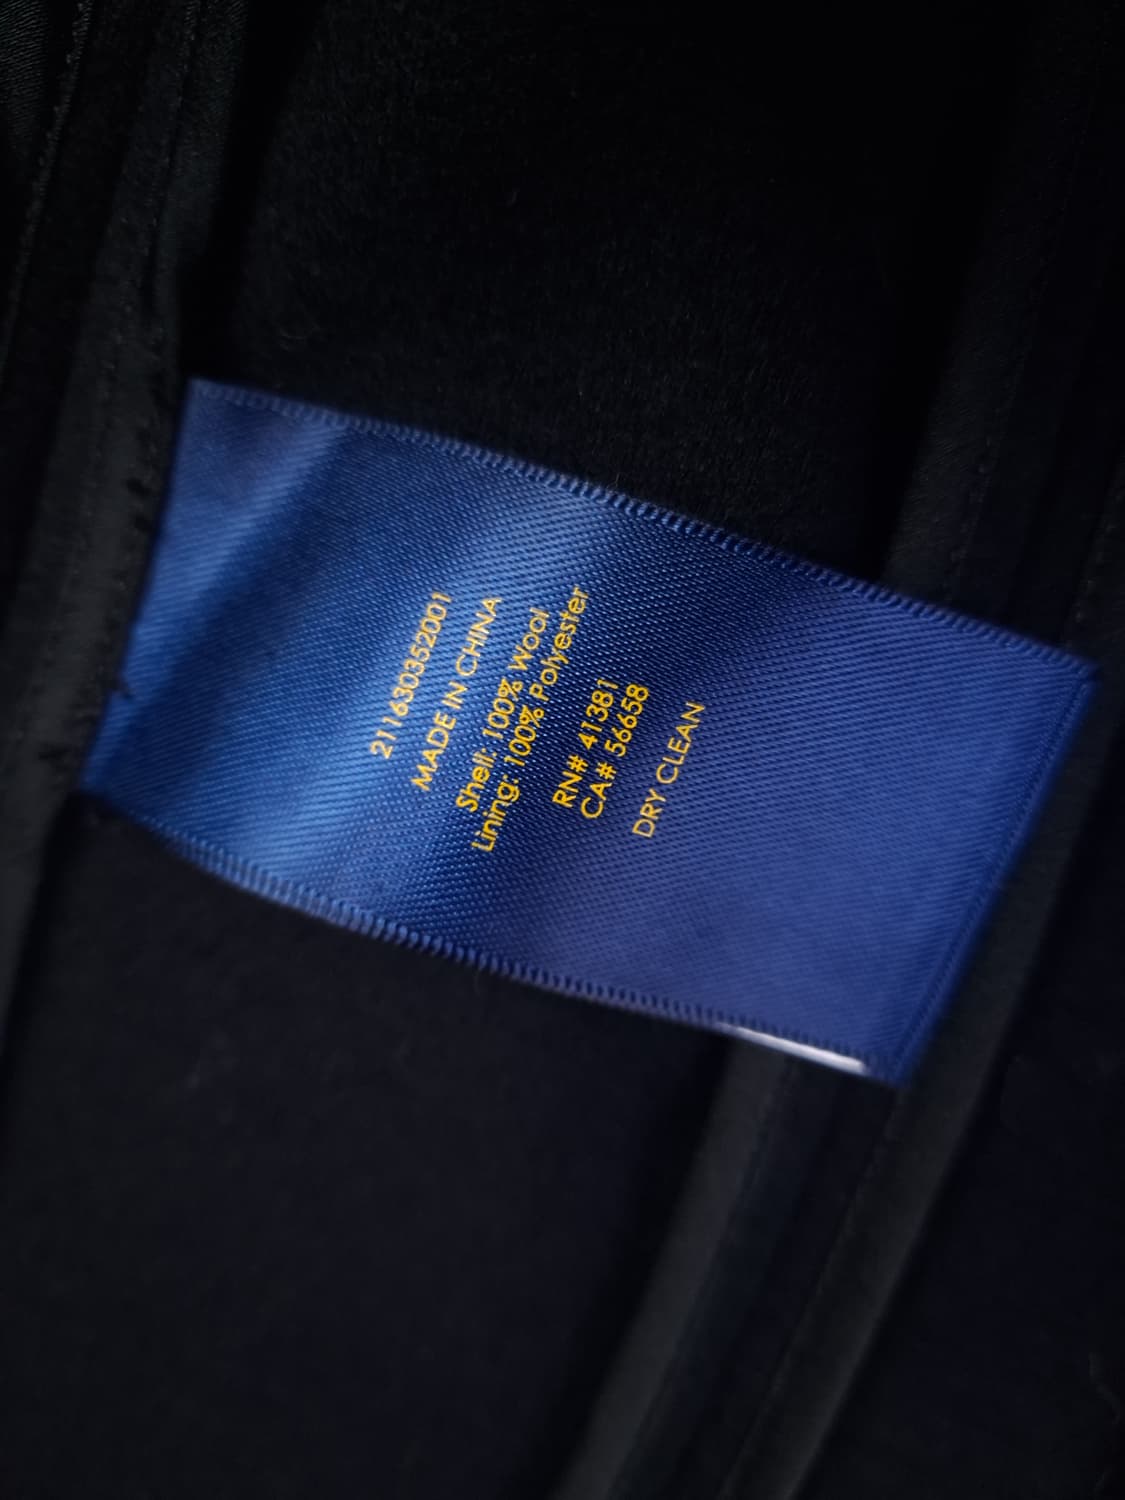 211630352001
MADE IN CHINA
Shell: 100% Wool
Lining: 100% Polyester
RN# 41381
CA# 56658
DRY CLEAN